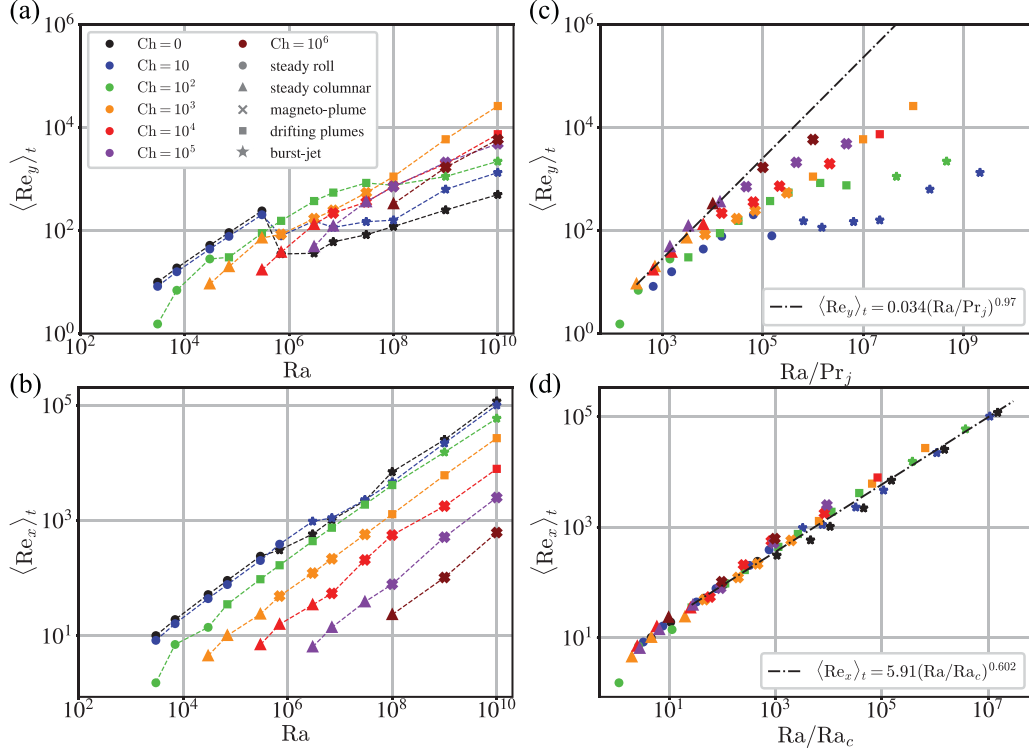 (a)
10^6
10^4
10^2
10^0
⟨Re_y⟩_t
Ch = 0
Ch = 10
Ch = 10^2
Ch = 10^3
Ch = 10^4
Ch = 10^5
Ch = 10^6
steady roll
steady columnar
magneto-plume
drifting plumes
burst-jet
10^2 10^4 10^6 10^8 10^10
Ra
(c)
10^6
10^4
10^2
10^0
⟨Re_y⟩_t
⟨Re_y⟩_t = 0.034(Ra/Pr_j)^0.97
10^3 10^5 10^7 10^9
Ra/Pr_j
(b)
10^5
10^3
10^1
⟨Re_x⟩_t
10^2 10^4 10^6 10^8 10^10
Ra
(d)
10^5
10^3
10^1
⟨Re_x⟩_t
⟨Re_x⟩_t = 5.91(Ra/Ra_c)^0.602
10^1 10^3 10^5 10^7
Ra/Ra_c